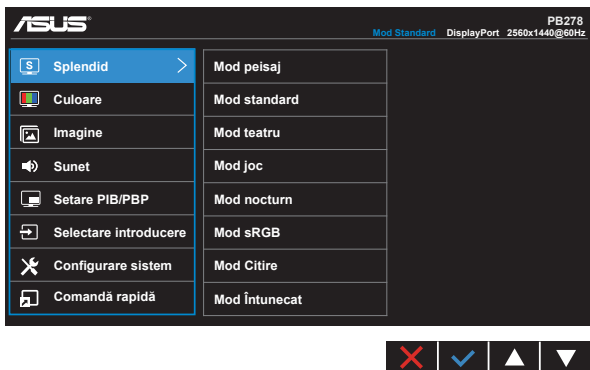 ASUS
PB278
Mod Standard DisplayPort 2560x1440@60Hz
S Splendid
Culoare
Imagine
Sunet
Setare PIB/PBP
Selectare introducere
Configurare sistem
Comandă rapidă
Mod peisaj
Mod standard
Mod teatru
Mod joc
Mod nocturn
Mod sRGB
Mod Citire
Mod Întunecat